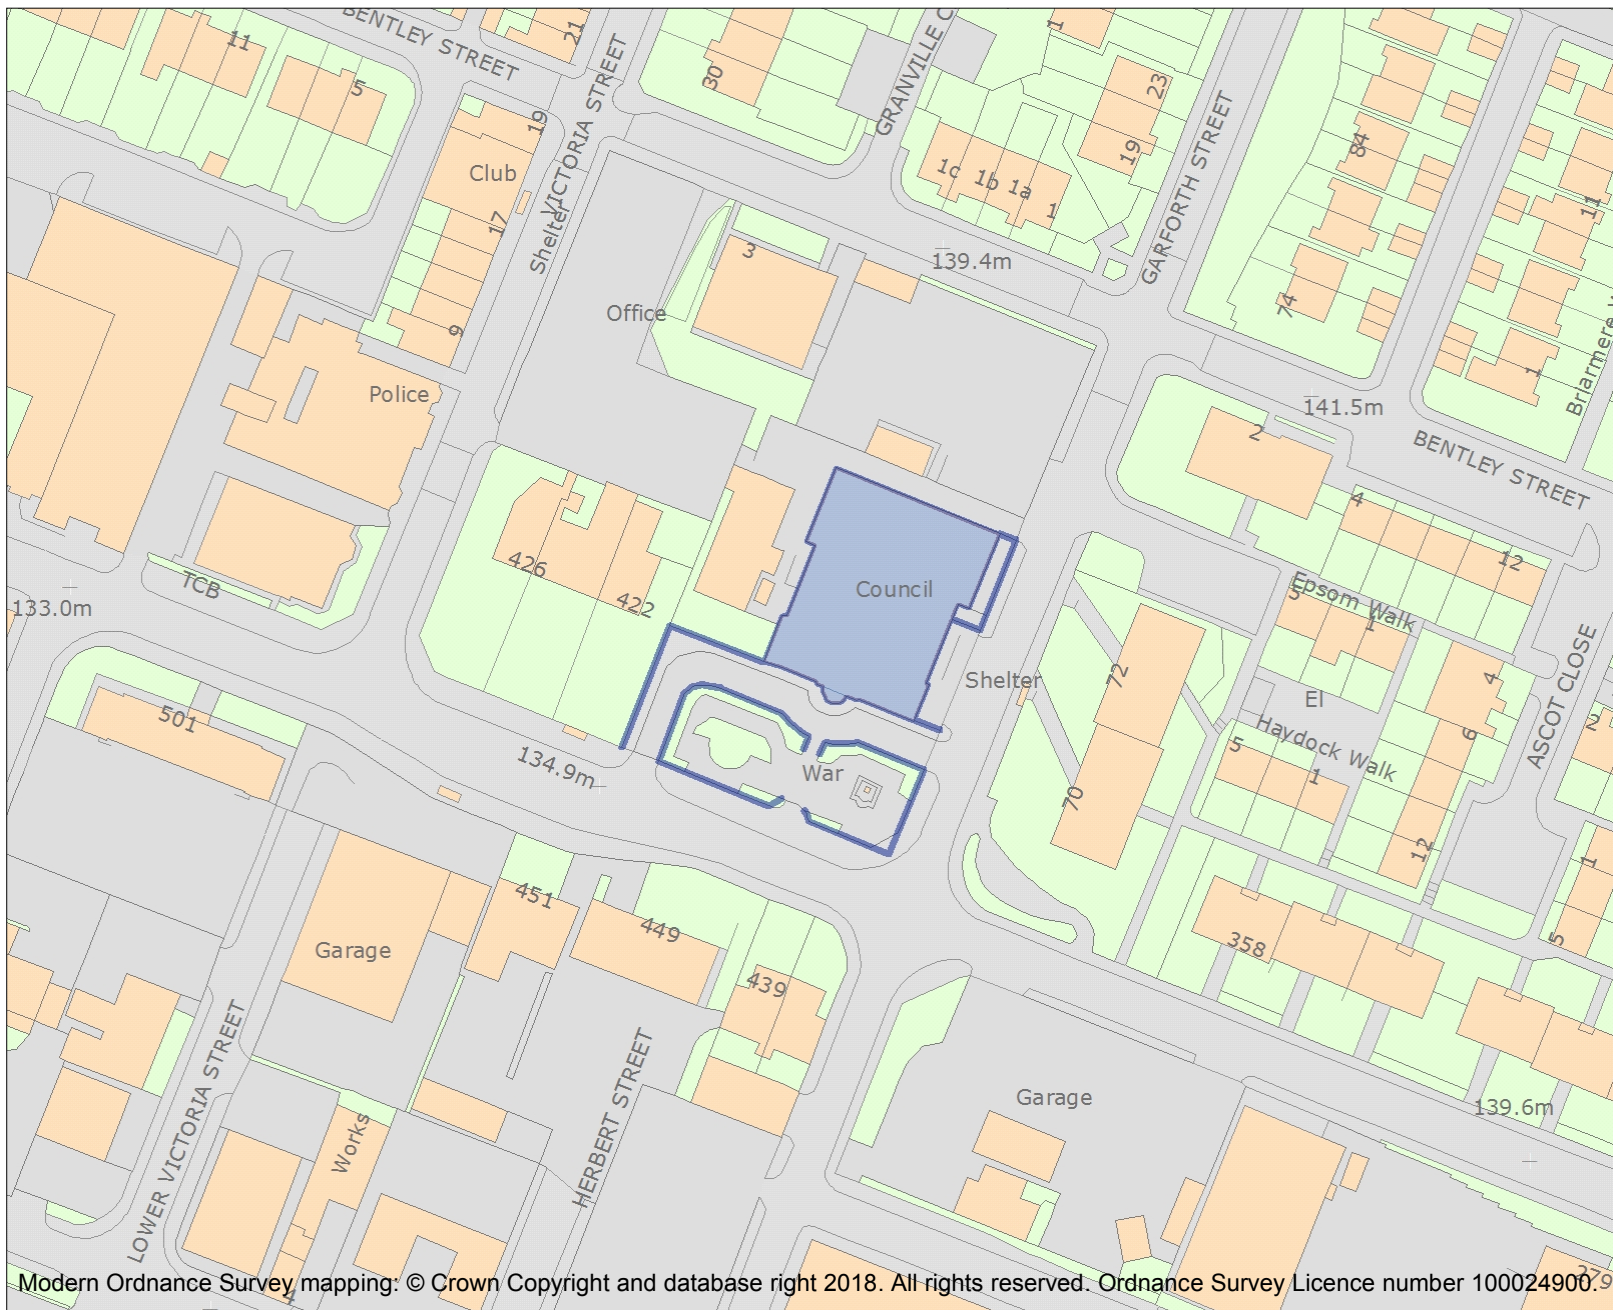 BENTLEY STREET
21
11
5
VICTORIA STREET
30
GRANVILLE C
1
23
19
GARFORTH STREET
84
11
19
Club
17
Shelter
1c
1b
1a
1
3
139.4m
74
Office
9
Police
1
Briarmere
141.5m
2
BENTLEY STREET
4
12
426
422
Council
TCB
133.0m
5
Epsom Walk
1
72
Shelter
El
4
ASCOT CLOSE
2
501
134.9m
War
Haydock Walk
5
1
6
70
12
1
451
449
439
358
5
Garage
LOWER VICTORIA STREET
HERBERT STREET
Works
Garage
139.6m
4
279
Modern Ordnance Survey mapping: © Crown Copyright and database right 2018. All rights reserved. Ordnance Survey Licence number 100024900.